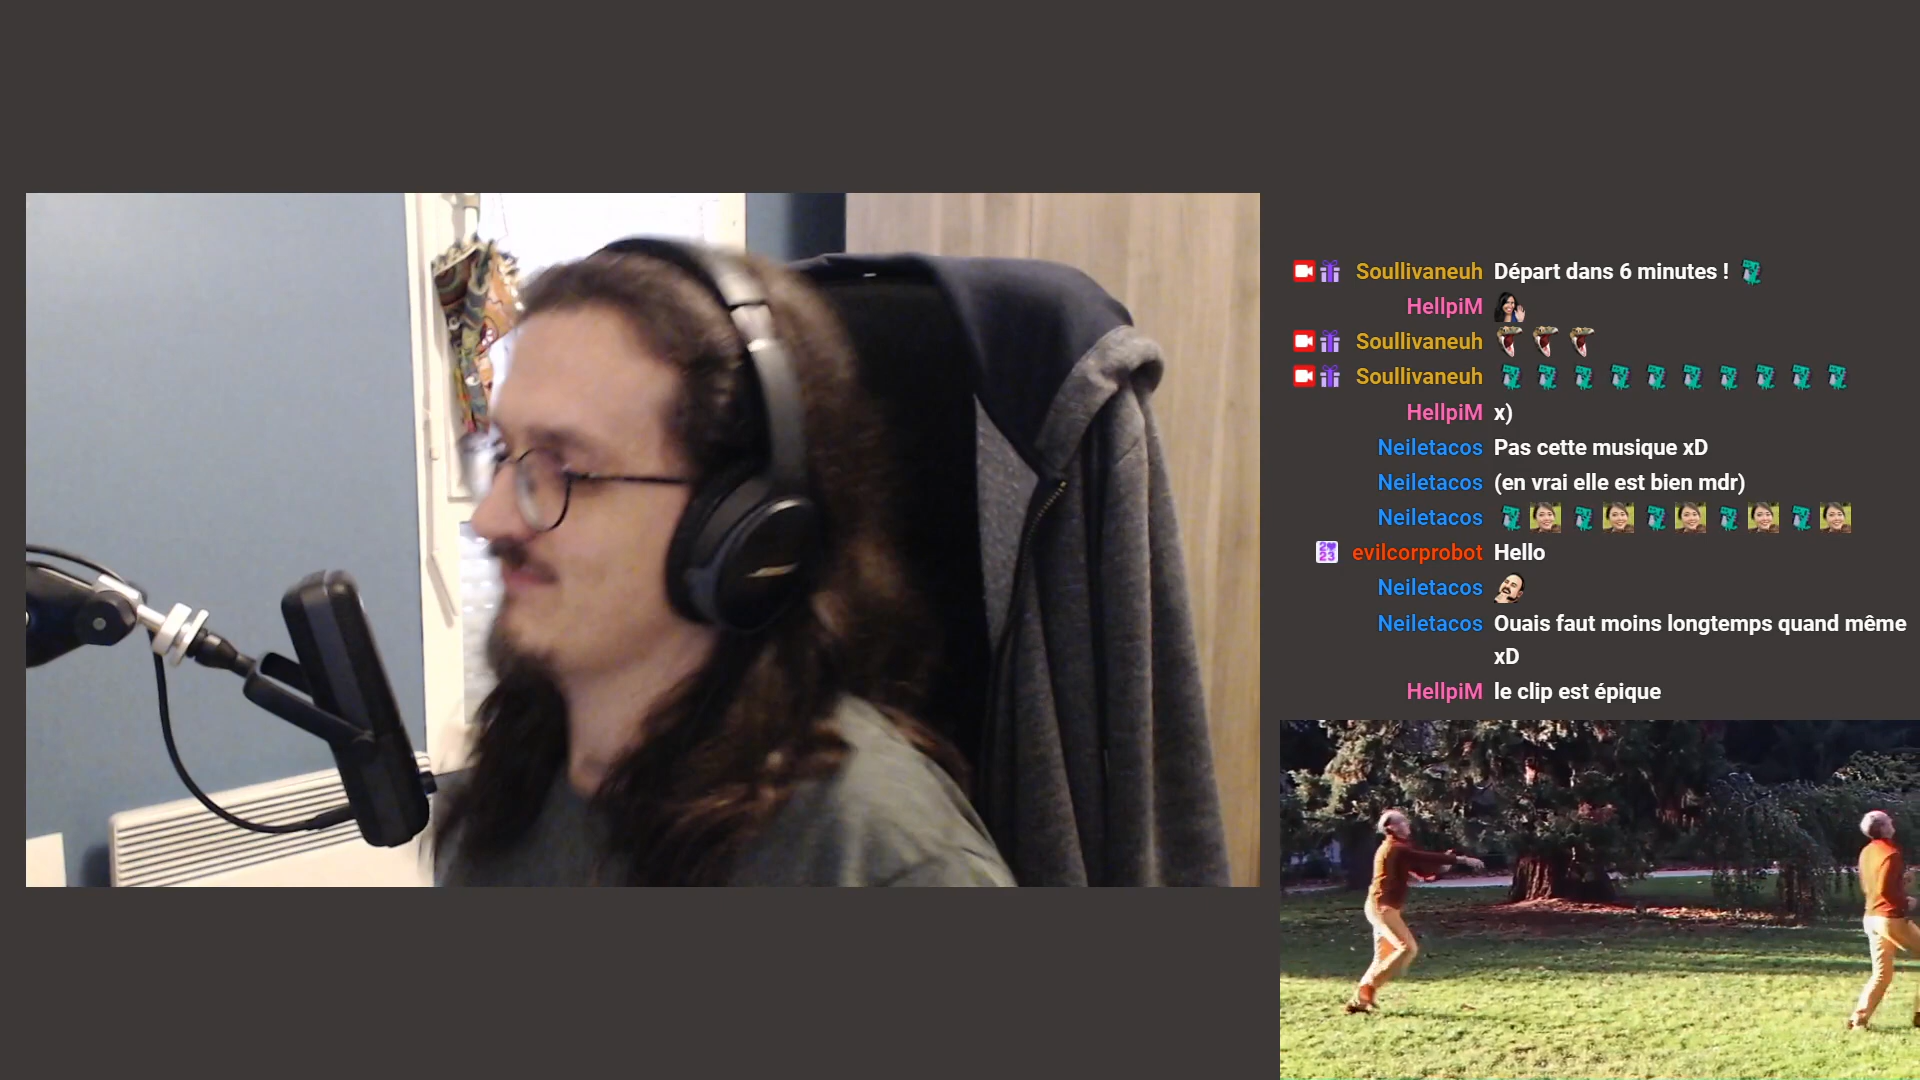 Soullivaneuh Départ dans 6 minutes !
HellpiM
Soullivaneuh
Soullivaneuh
HellpiM x)
Neiletacos Pas cette musique xD
Neiletacos (en vrai elle est bien mdr)
Neiletacos
evilcorprobot Hello
Neiletacos
Neiletacos Ouais faut moins longtemps quand même
xD
HellpiM le clip est épique